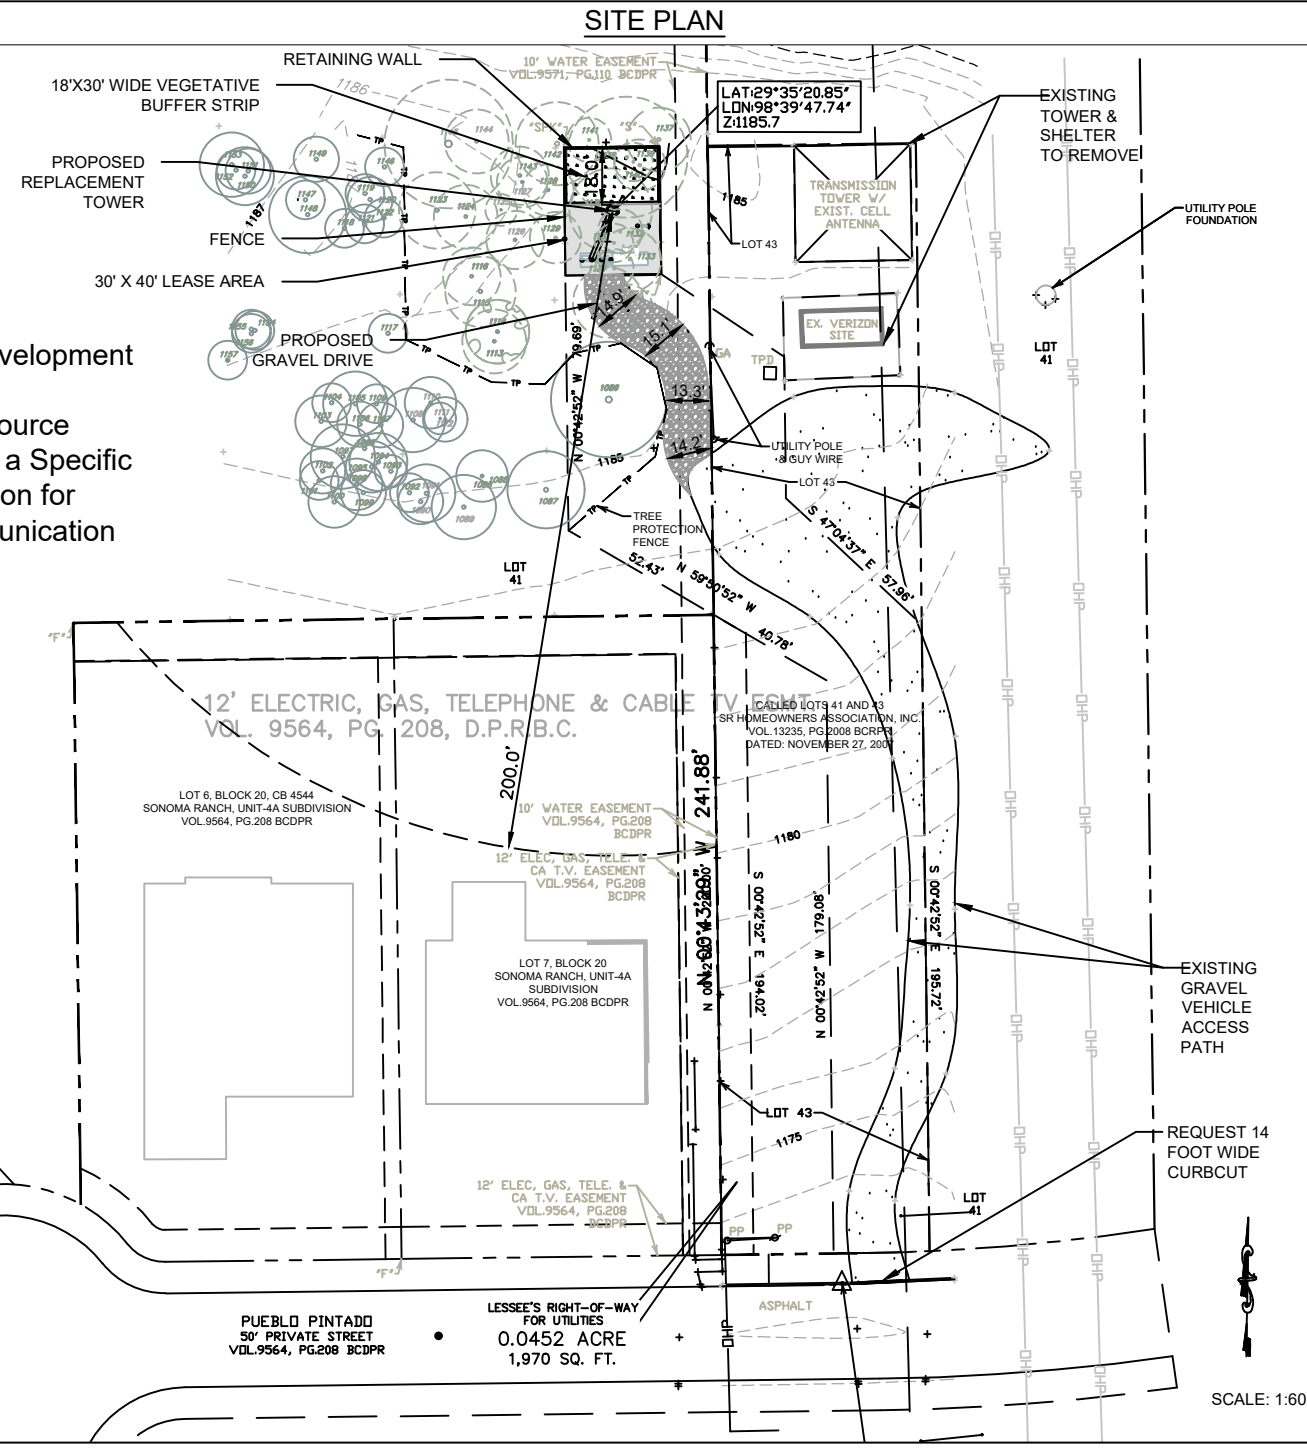 SITE PLAN
RETAINING WALL
18'X30' WIDE VEGETATIVE
BUFFER STRIP
PROPOSED
REPLACEMENT
TOWER
FENCE
30' X 40' LEASE AREA
PROPOSED
GRAVEL DRIVE
velopment
ource
a Specific
on for
unication
10' WATER EASEMENT
VOL.9571, PG.110 BCDPR
LAT:29°35'20.85"
LON:98°39'47.74"
Z:1185.7
EXISTING
TOWER &
SHELTER
TO REMOVE
TRANSMISSION
TOWER W/
EXIST. CELL
ANTENNA
UTILITY POLE
FOUNDATION
LOT 43
EX. VERIZON
SITE
LOT
41
TPD
GA
1186
1187
1185
18.0'
14.9'
15.1'
13.3'
14.2'
N 00°42'52" W 79.69'
1185
UTILITY POLE
& GUY WIRE
LOT 43
TREE
PROTECTION
FENCE
S 47°04'37" E 57.96'
52.43'
N 59°50'52" W
40.78'
LOT
41
"F"
12' ELECTRIC, GAS, TELEPHONE & CABLE TV ESMT.
VOL. 9564, PG. 208, D.P.R.B.C.
CALLED LOTS 41 AND 43
SR HOMEOWNERS ASSOCIATION, INC.
VOL.13235, PG.2008 BCRPR
DATED: NOVEMBER 27, 2007
200.0'
LOT 6, BLOCK 20, CB 4544
SONOMA RANCH, UNIT-4A SUBDIVISION
VOL.9564, PG.208 BCDPR
10' WATER EASEMENT
VOL.9564, PG.208
BCDPR
12' ELEC, GAS, TELE. &
CA T.V. EASEMENT
VOL.9564, PG.208
BCDPR
N 00°43'29" W 241.88'
1180
S 00°42'52" E 194.02'
N 00°42'52" W 179.08'
S 00°42'52" E 195.72'
LOT 7, BLOCK 20
SONOMA RANCH, UNIT-4A
SUBDIVISION
VOL.9564, PG.208 BCDPR
EXISTING
GRAVEL
VEHICLE
ACCESS
PATH
LOT 43
1175
REQUEST 14
FOOT WIDE
CURBCUT
12' ELEC, GAS, TELE. &
CA T.V. EASEMENT
VOL.9564, PG.208
BCDPR
LOT
41
PP
PP
"F"
PUEBLO PINTADO
50' PRIVATE STREET
VOL.9564, PG.208 BCDPR
LESSEE'S RIGHT-OF-WAY
FOR UTILITIES
0.0452 ACRE
1,970 SQ. FT.
ASPHALT
OHP
SCALE: 1:60